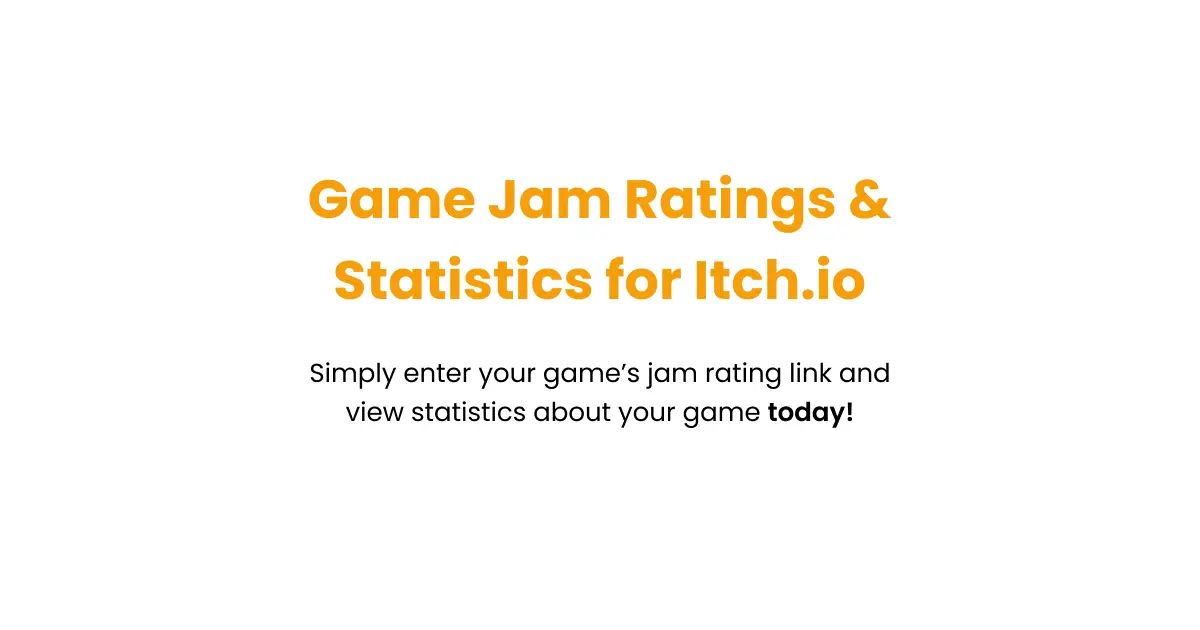 Game Jam Ratings &
Statistics for Itch.io
Simply enter your game’s jam rating link and
view statistics about your game today!